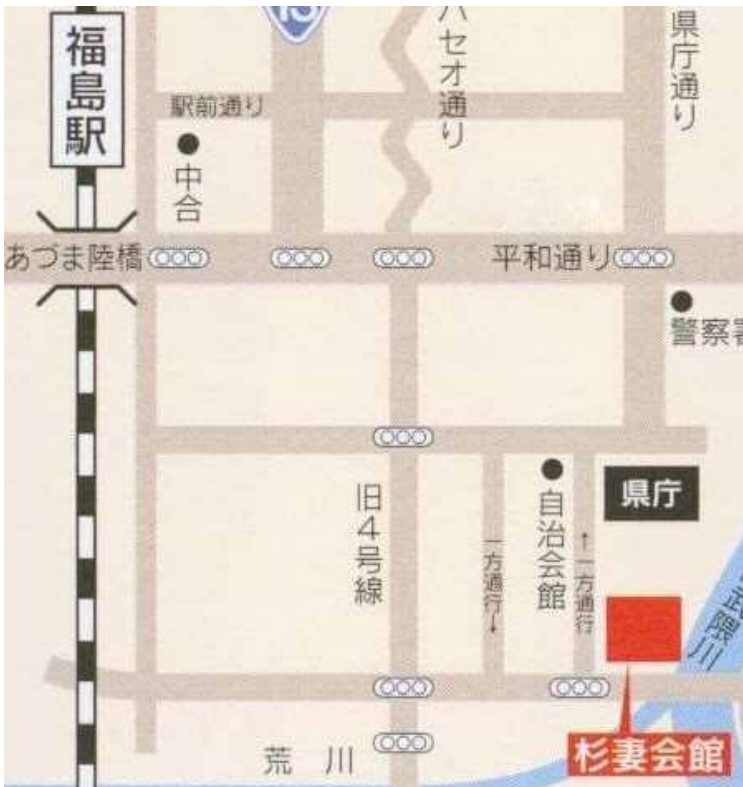 13
福島駅
駅前通り
中合
パセオ通り
県庁通り
あづま陸橋
平和通り
警察署
旧4号線
一方通行↓
自治会館
↑一方通行
県庁
武隈川
荒川
杉妻会館